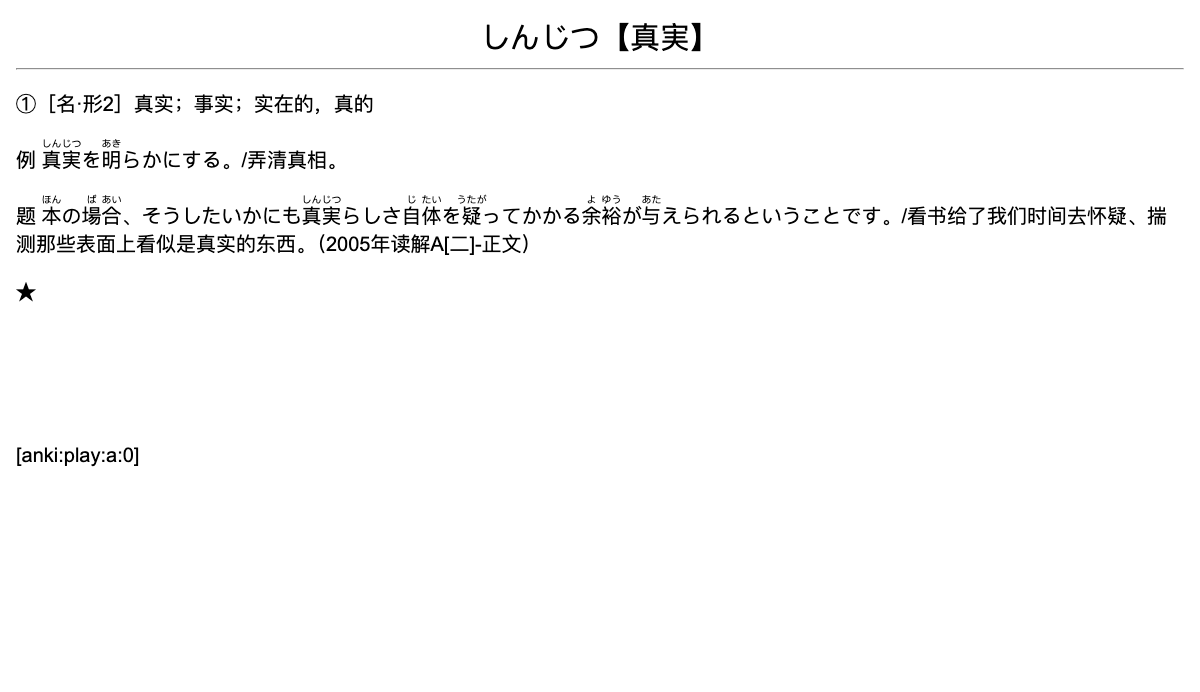 しんじつ【真実】
①［名·形2］真实；事实；实在的，真的
しんじつ あき
例 真実を明らかにする。/弄清真相。
ほん ば あい しんじつ じ たい うたが よ ゆう あた
题 本の場合、そうしたいかにも真実らしさ自体を疑ってかかる余裕が与えられるということです。/看书给了我们时间去怀疑、揣
测那些表面上看似是真实的东西。（2005年读解A[二]-正文）
★
[anki:play:a:0]